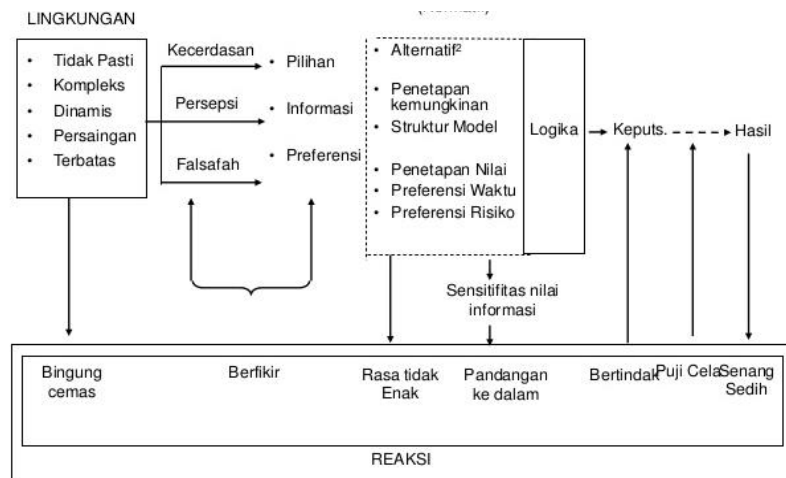 LINGKUNGAN
• Tidak Pasti
• Kompleks
• Dinamis
• Persaingan
• Terbatas
Kecerdasan
Persepsi
Falsafah
• Pilihan
• Informasi
• Preferensi
• Alternatif²
• Penetapan
kemungkinan
• Struktur Model
• Penetapan Nilai
• Preferensi Waktu
• Preferensi Risiko
Logika
Keputs.
Hasil
Sensitifitas nilai
informasi
Bingung
cemas
Berfikir
Rasa tidak
Enak
Pandangan
ke dalam
Bertindak
Puji Cela
Senang
Sedih
REAKSI